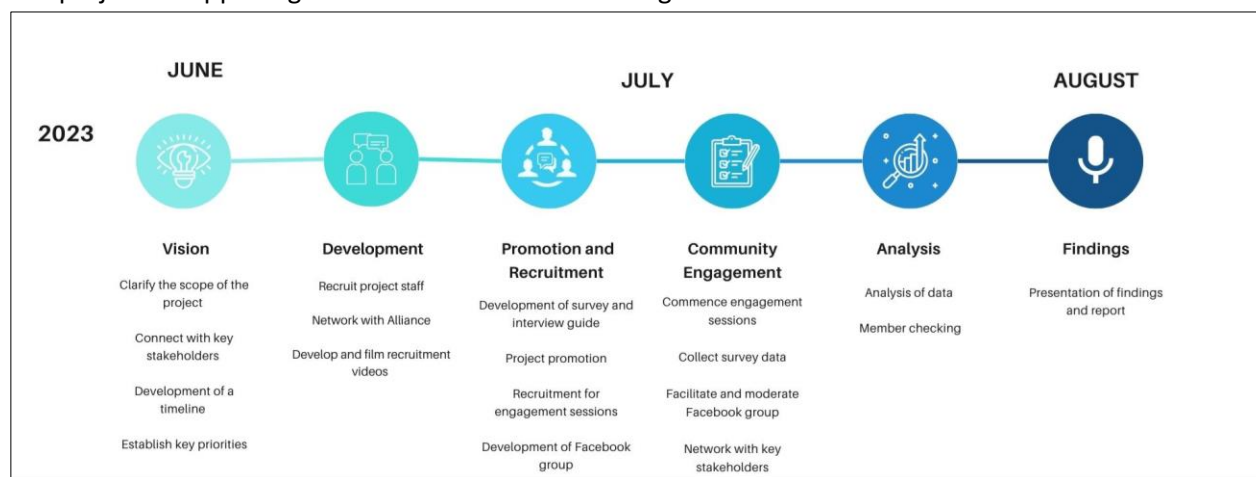 JUNE
JULY
AUGUST
2023
Vision
Clarify the scope of the
project
Connect with key
stakeholders
Development of a
timeline
Establish key priorities
Development
Recruit project staff
Network with Alliance
Develop and film recruitment
videos
Promotion and
Recruitment
Development of survey and
interview guide
Project promotion
Recruitment for
engagement sessions
Development of Facebook
group
Community
Engagement
Commence engagement
sessions
Collect survey data
Facilitate and moderate
Facebook group
Network with key
stakeholders
Analysis
Analysis of data
Member checking
Findings
Presentation of findings
and report